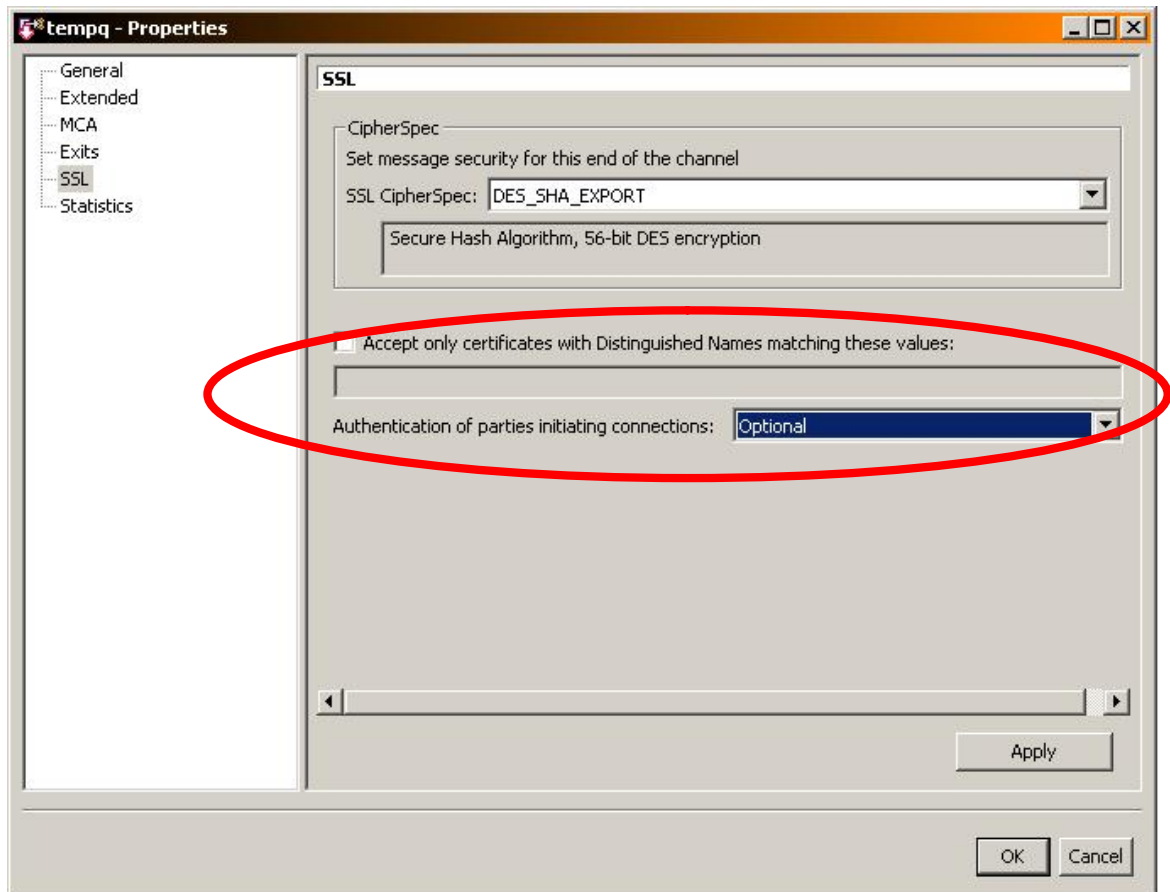 tempq - Properties
General
Extended
MCA
Exits
SSL
Statistics
SSL
CipherSpec
Set message security for this end of the channel
SSL CipherSpec: DES_SHA_EXPORT
Secure Hash Algorithm, 56-bit DES encryption
Accept only certificates with Distinguished Names matching these values:
Authentication of parties initiating connections: Optional
Apply
OK Cancel